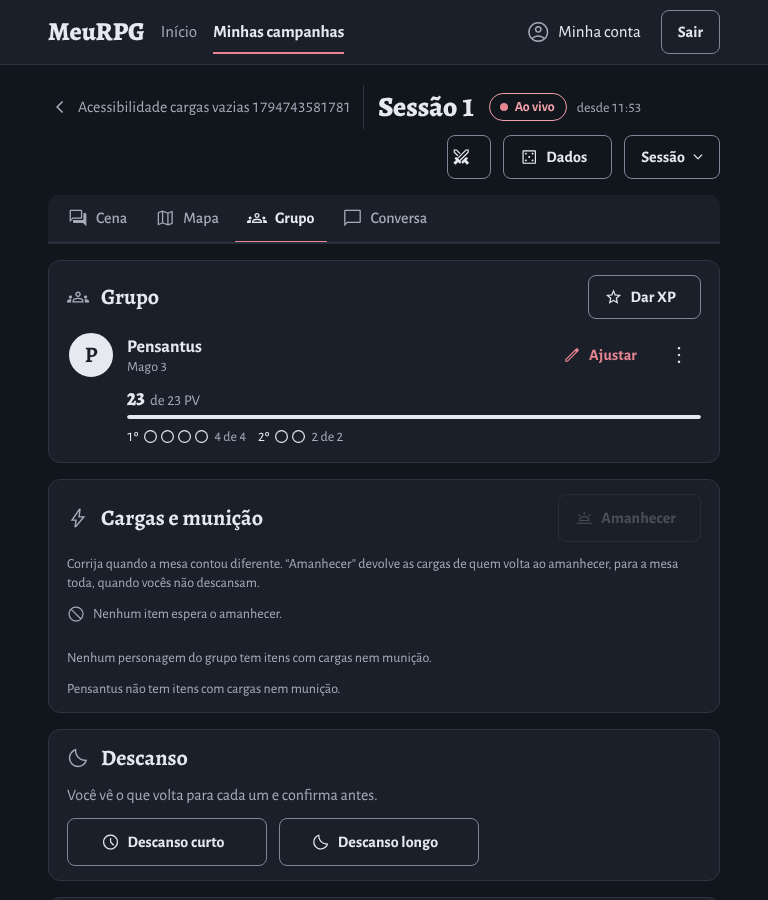 MeuRPG Início Minhas campanhas Minha conta Sair
Acessibilidade cargas vazias 1794743581781 Sessão 1 Ao vivo desde 11:53
Dados Sessão
Cena Mapa Grupo Conversa
Grupo Dar XP
P Pensantus Ajustar
Mago 3
23 de 23 PV
1º 4 de 4 2º 2 de 2
Cargas e munição Amanhecer
Corrija quando a mesa contou diferente. “Amanhecer” devolve as cargas de quem volta ao amanhecer, para a mesa
toda, quando vocês não descansam.
Nenhum item espera o amanhecer.
Nenhum personagem do grupo tem itens com cargas nem munição.
Pensantus não tem itens com cargas nem munição.
Descanso
Você vê o que volta para cada um e confirma antes.
Descanso curto Descanso longo